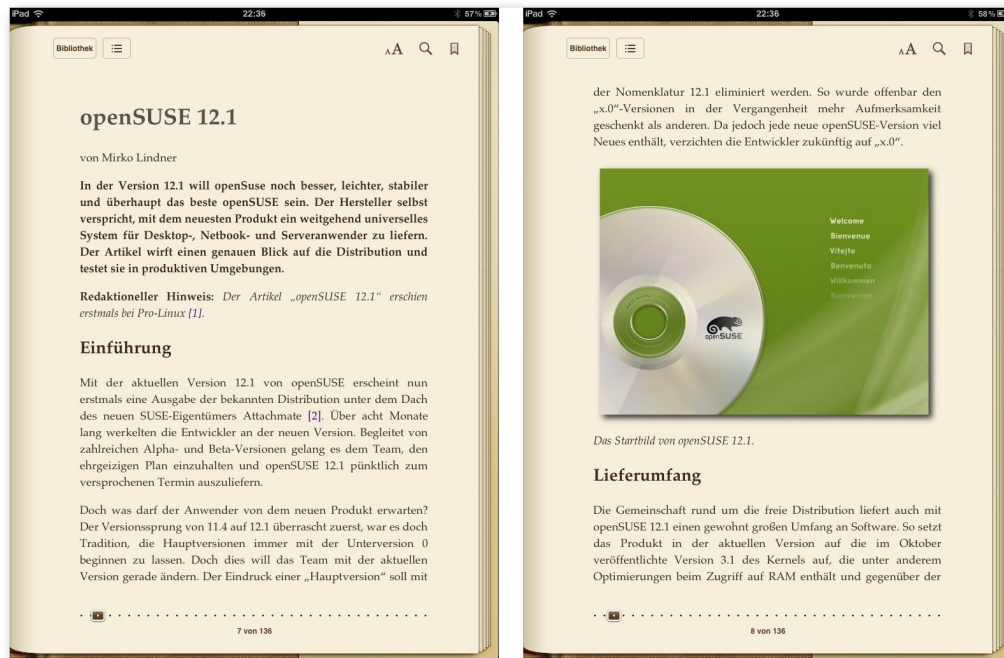 iPad 22:36 57%
Bibliothek AA
openSUSE 12.1
von Mirko Lindner
In der Version 12.1 will openSuse noch besser, leichter, stabiler
und überhaupt das beste openSUSE sein. Der Hersteller selbst
verspricht, mit dem neuesten Produkt ein weitgehend universelles
System für Desktop-, Netbook- und Serveranwender zu liefern.
Der Artikel wirft einen genauen Blick auf die Distribution und
testet sie in produktiven Umgebungen.
Redaktioneller Hinweis: Der Artikel „openSUSE 12.1“ erschien
erstmals bei Pro-Linux [1].
Einführung
Mit der aktuellen Version 12.1 von openSUSE erscheint nun
erstmals eine Ausgabe der bekannten Distribution unter dem Dach
des neuen SUSE-Eigentümers Attachmate [2]. Über acht Monate
lang werkelten die Entwickler an der neuen Version. Begleitet von
zahlreichen Alpha- und Beta-Versionen gelang es dem Team, den
ehrgeizigen Plan einzuhalten und openSUSE 12.1 pünktlich zum
versprochenen Termin auszuliefern.
Doch was darf der Anwender von dem neuen Produkt erwarten?
Der Versionssprung von 11.4 auf 12.1 überrascht zuerst, war es doch
Tradition, die Hauptversionen immer mit der Unterversion 0
beginnen zu lassen. Doch dies will das Team mit der aktuellen
Version gerade ändern. Der Eindruck einer „Hauptversion“ soll mit
7 von 136
iPad 22:36 58%
Bibliothek AA
der Nomenklatur 12.1 eliminiert werden. So wurde offenbar den
„x.0“-Versionen in der Vergangenheit mehr Aufmerksamkeit
geschenkt als anderen. Da jedoch jede neue openSUSE-Version viel
Neues enthält, verzichten die Entwickler zukünftig auf „x.0“.
Welcome
Bienvenue
Vítejte
Benvenuto
Willkommen
Bienvenido
openSUSE
Das Startbild von openSUSE 12.1.
Lieferumfang
Die Gemeinschaft rund um die freie Distribution liefert auch mit
openSUSE 12.1 einen gewohnt großen Umfang an Software. So setzt
das Produkt in der aktuellen Version auf die im Oktober
veröffentlichte Version 3.1 des Kernels auf, die unter anderem
Optimierungen beim Zugriff auf RAM enthält und gegenüber der
8 von 136